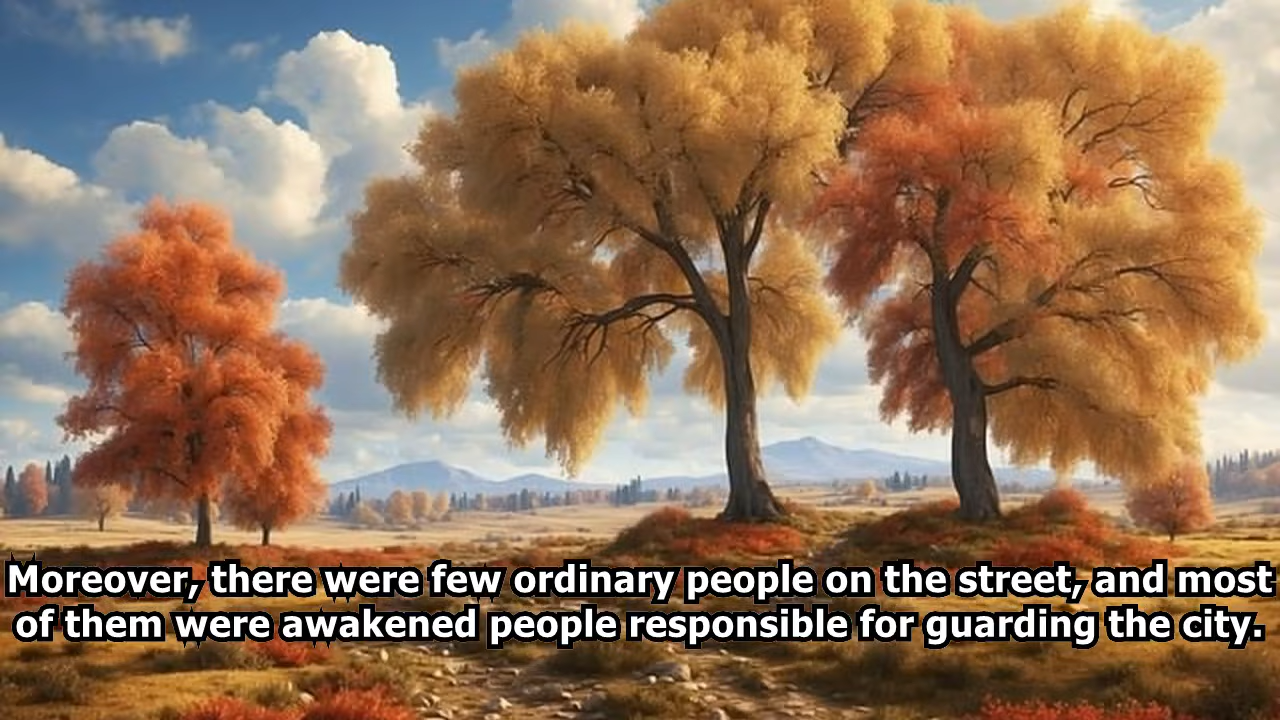 Moreover, there were few ordinary people on the street, and most
of them were awakened people responsible for guarding the city.